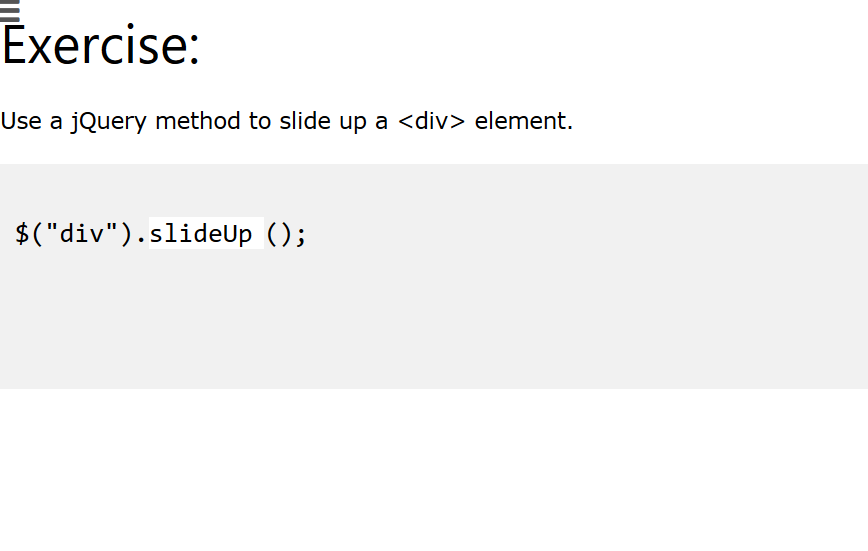 Exercise:
Use a jQuery method to slide up a <div> element.
$("div").slideUp ();